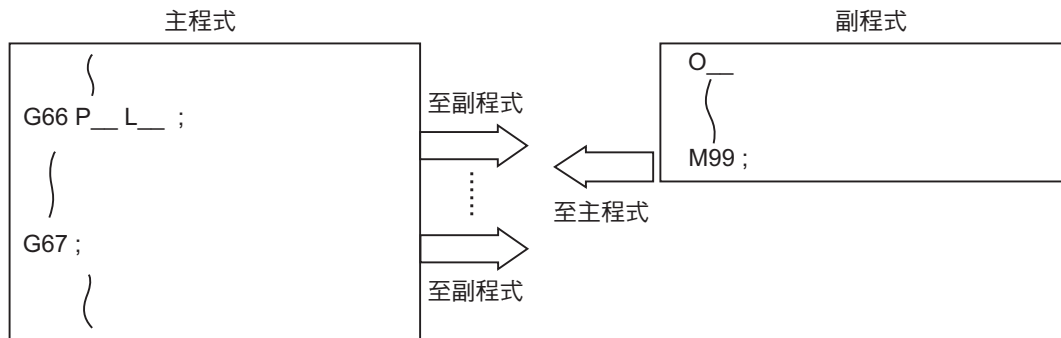 主程式
G66 P__ L__ ;
G67 ;
至副程式
至副程式
至主程式
副程式
O__
M99 ;